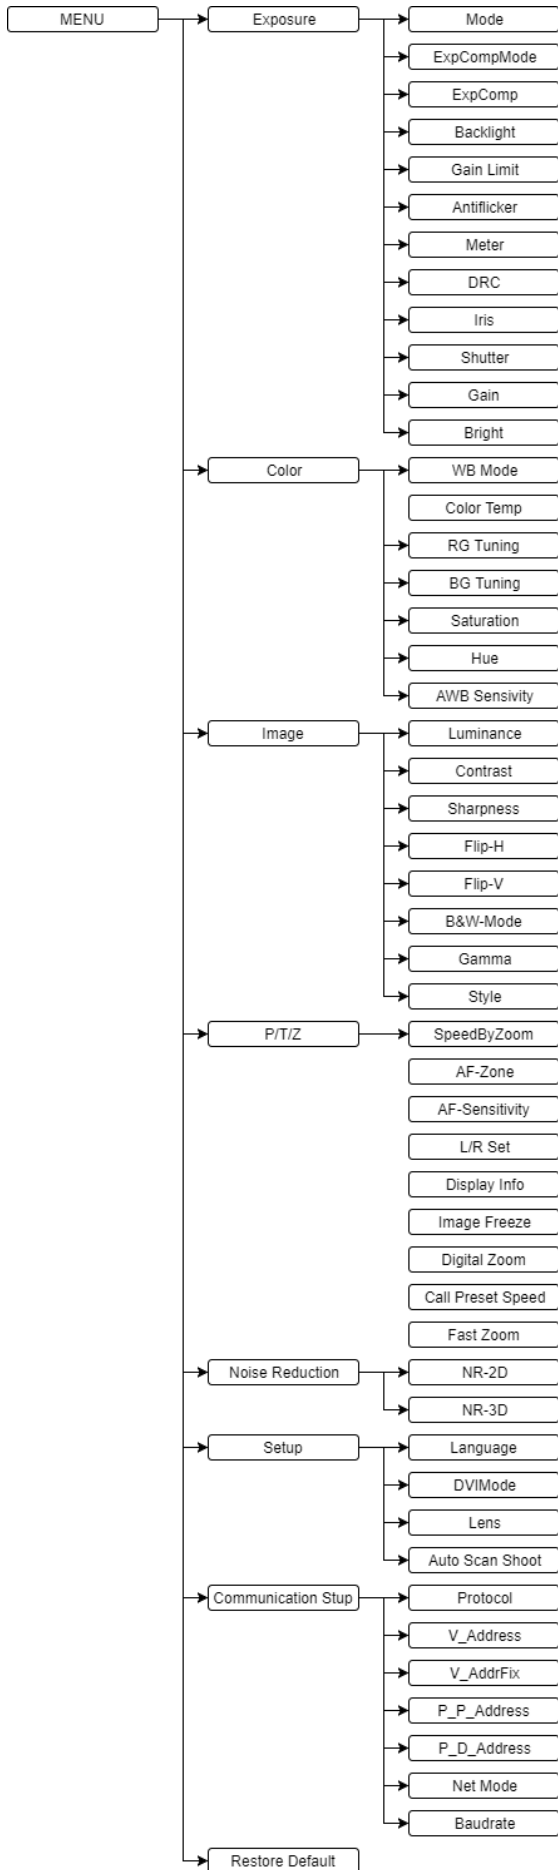 MENU
Exposure
Mode
ExpCompMode
ExpComp
Backlight
Gain Limit
Antiflicker
Meter
DRC
Iris
Shutter
Gain
Bright
Color
WB Mode
Color Temp
RG Tuning
BG Tuning
Saturation
Hue
AWB Sensivity
Image
Luminance
Contrast
Sharpness
Flip-H
Flip-V
B&W-Mode
Gamma
Style
P/T/Z
SpeedByZoom
AF-Zone
AF-Sensitivity
L/R Set
Display Info
Image Freeze
Digital Zoom
Call Preset Speed
Fast Zoom
Noise Reduction
NR-2D
NR-3D
Setup
Language
DVIMode
Lens
Auto Scan Shoot
Communication Stup
Protocol
V_Address
V_AddrFix
P_P_Address
P_D_Address
Net Mode
Baudrate
Restore Default